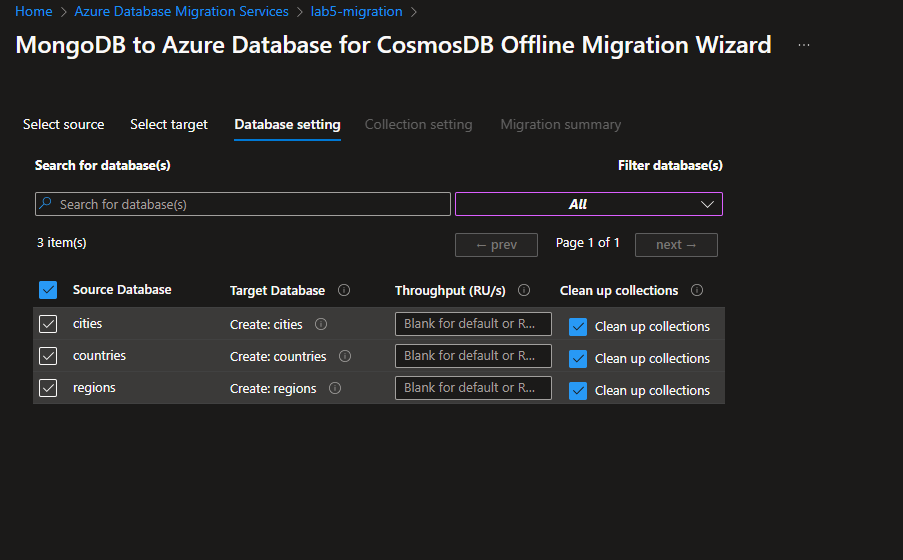 Home > Azure Database Migration Services > lab5-migration >
MongoDB to Azure Database for CosmosDB Offline Migration Wizard ...
Select source Select target Database setting Collection setting Migration summary
Search for database(s) Filter database(s)
Search for database(s) All
3 item(s) ← prev Page 1 of 1 next →
Source Database Target Database Throughput (RU/s) Clean up collections
cities Create: cities Blank for default or R... Clean up collections
countries Create: countries Blank for default or R... Clean up collections
regions Create: regions Blank for default or R... Clean up collections